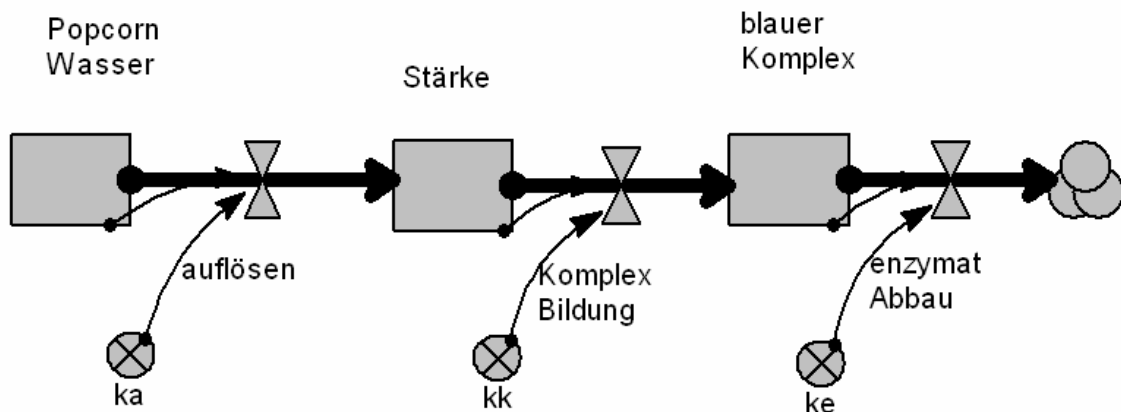 Popcorn
Wasser
Stärke
blauer
Komplex
auflösen
Komplex
Bildung
enzymat
Abbau
ka
kk
ke